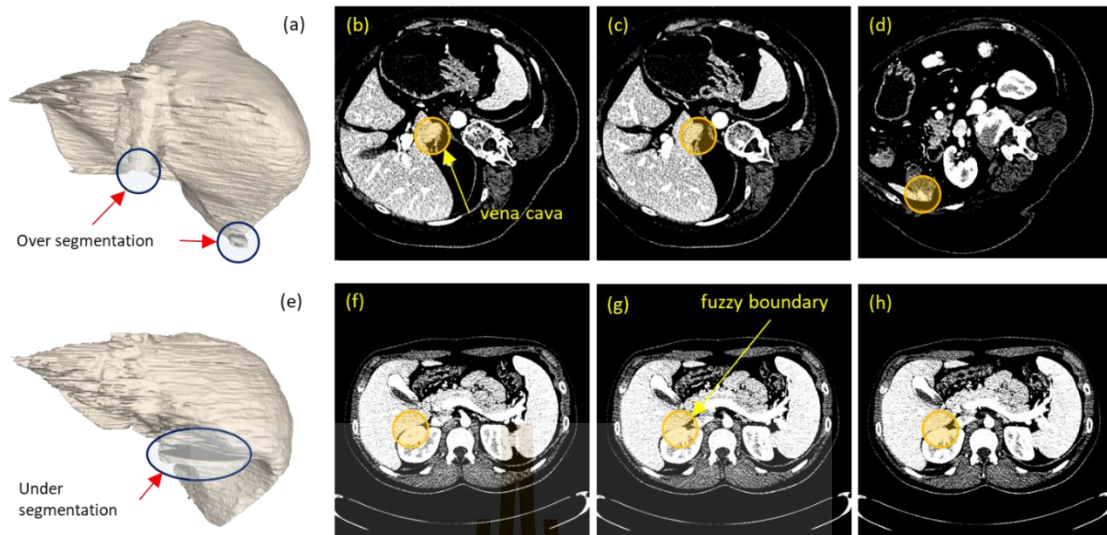 (a)
(b)
(c)
(d)
vena cava
Over segmentation
(e)
(f)
(g)
fuzzy boundary
(h)
Under
segmentation